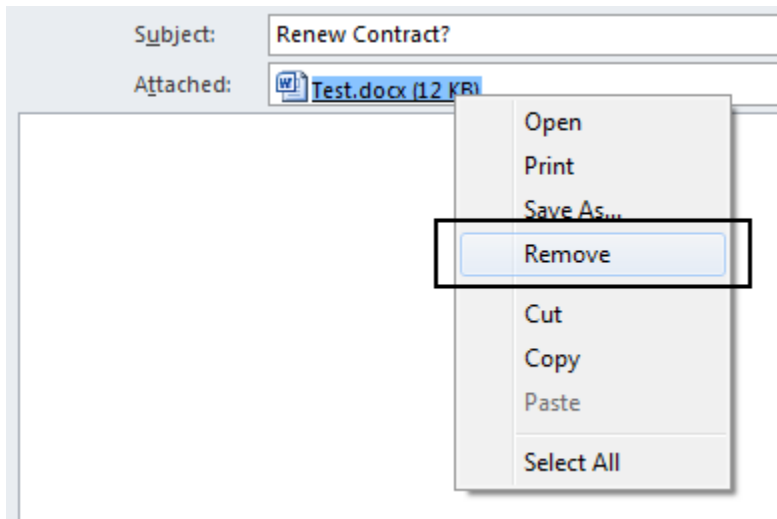 Subject: Renew Contract?
Attached: Test.docx (12 KB)
Open
Print
Save As...
Remove
Cut
Copy
Paste
Select All